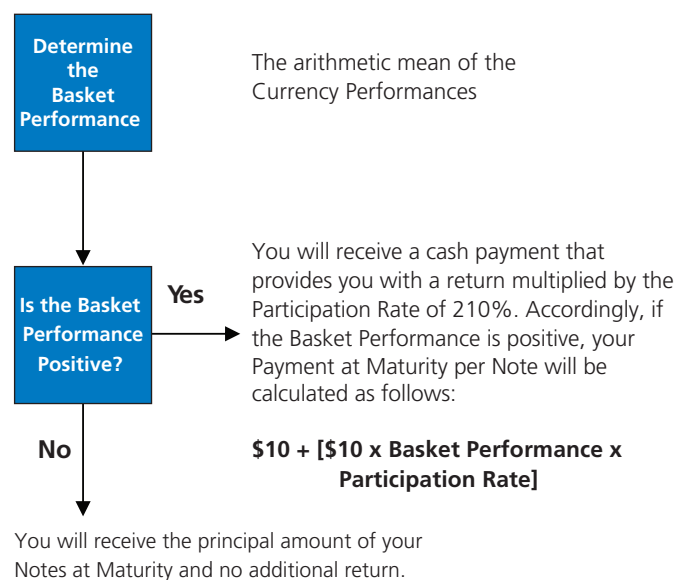 Determine
the
Basket
Performance
The arithmetic mean of the
Currency Performances
Is the Basket
Performance
Positive?
Yes
You will receive a cash payment that
provides you with a return multiplied by the
Participation Rate of 210%. Accordingly, if
the Basket Performance is positive, your
Payment at Maturity per Note will be
calculated as follows:
$10 + [$10 x Basket Performance x
Participation Rate]
No
You will receive the principal amount of your
Notes at Maturity and no additional return.